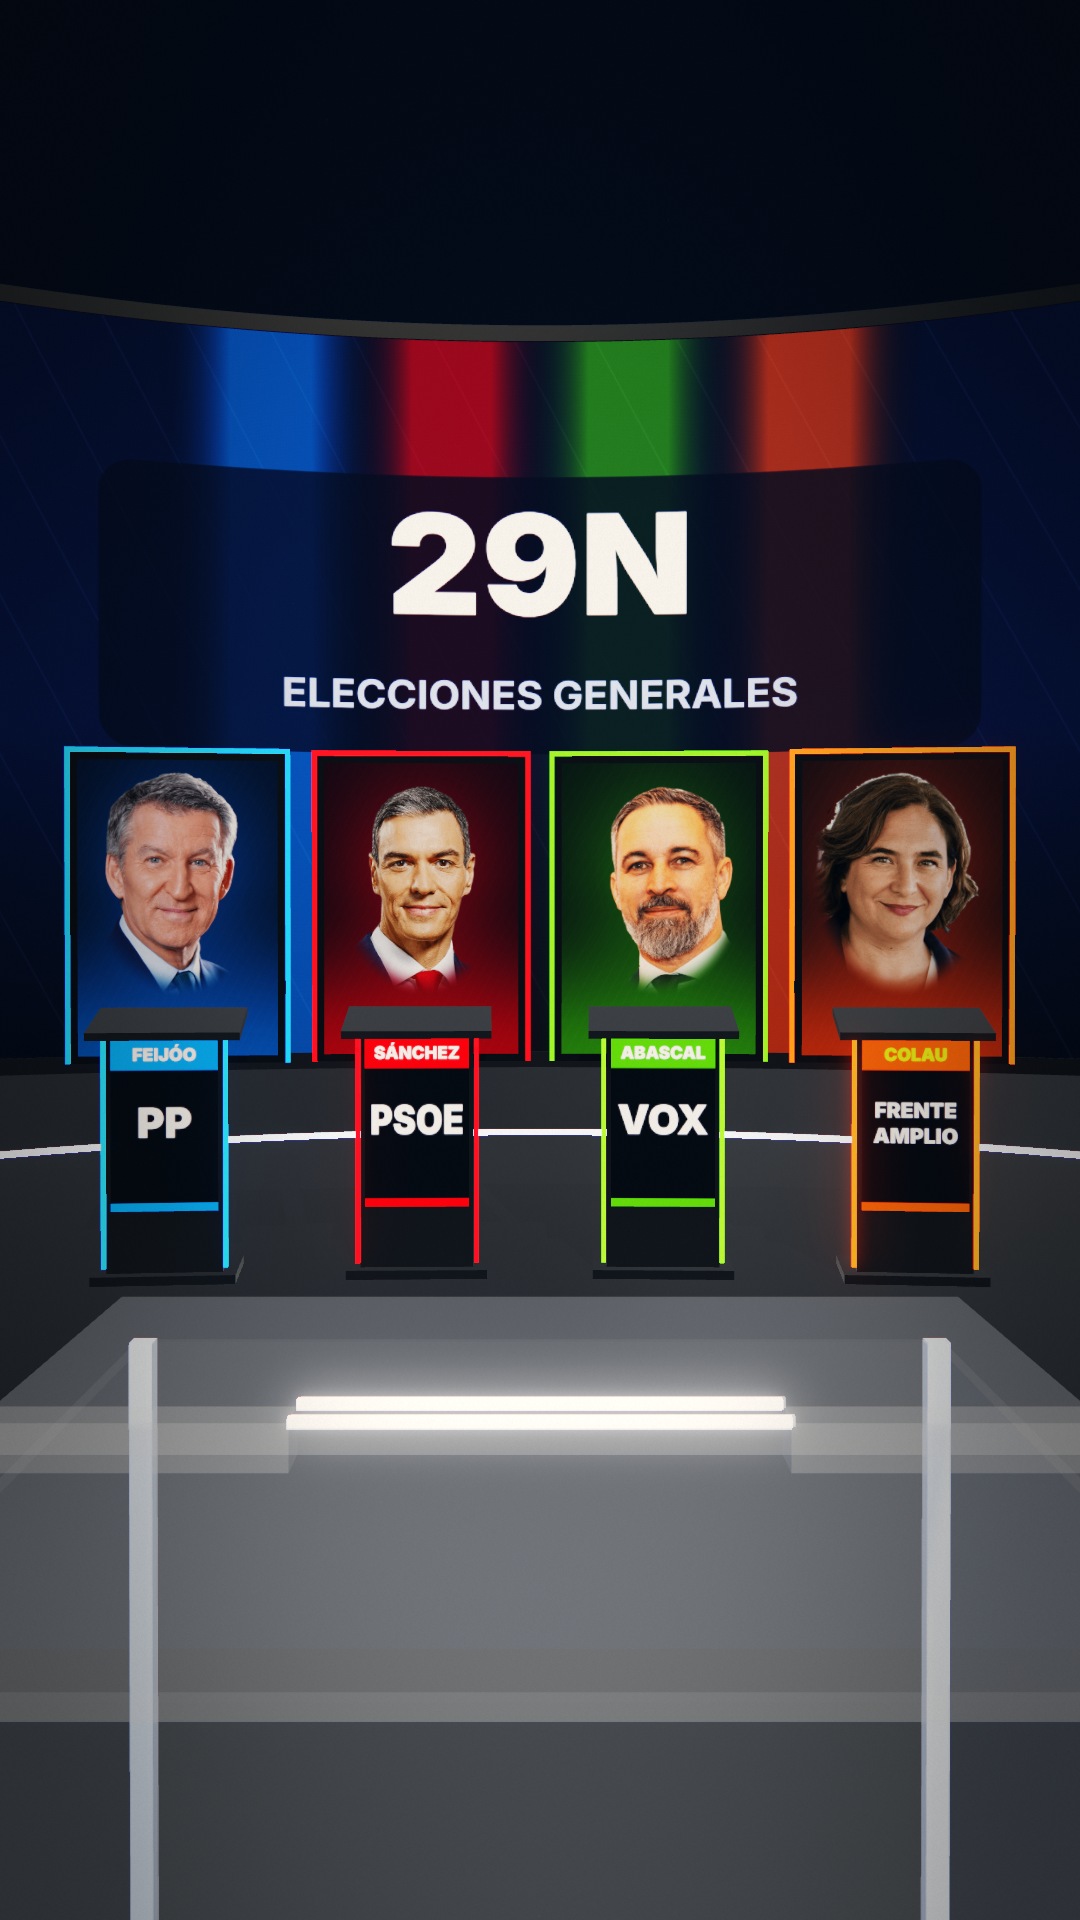 29N
ELECCIONES GENERALES
FEIJÓO
SÁNCHEZ
ABASCAL
COLAU
PP
PSOE
VOX
FRENTE
AMPLIO